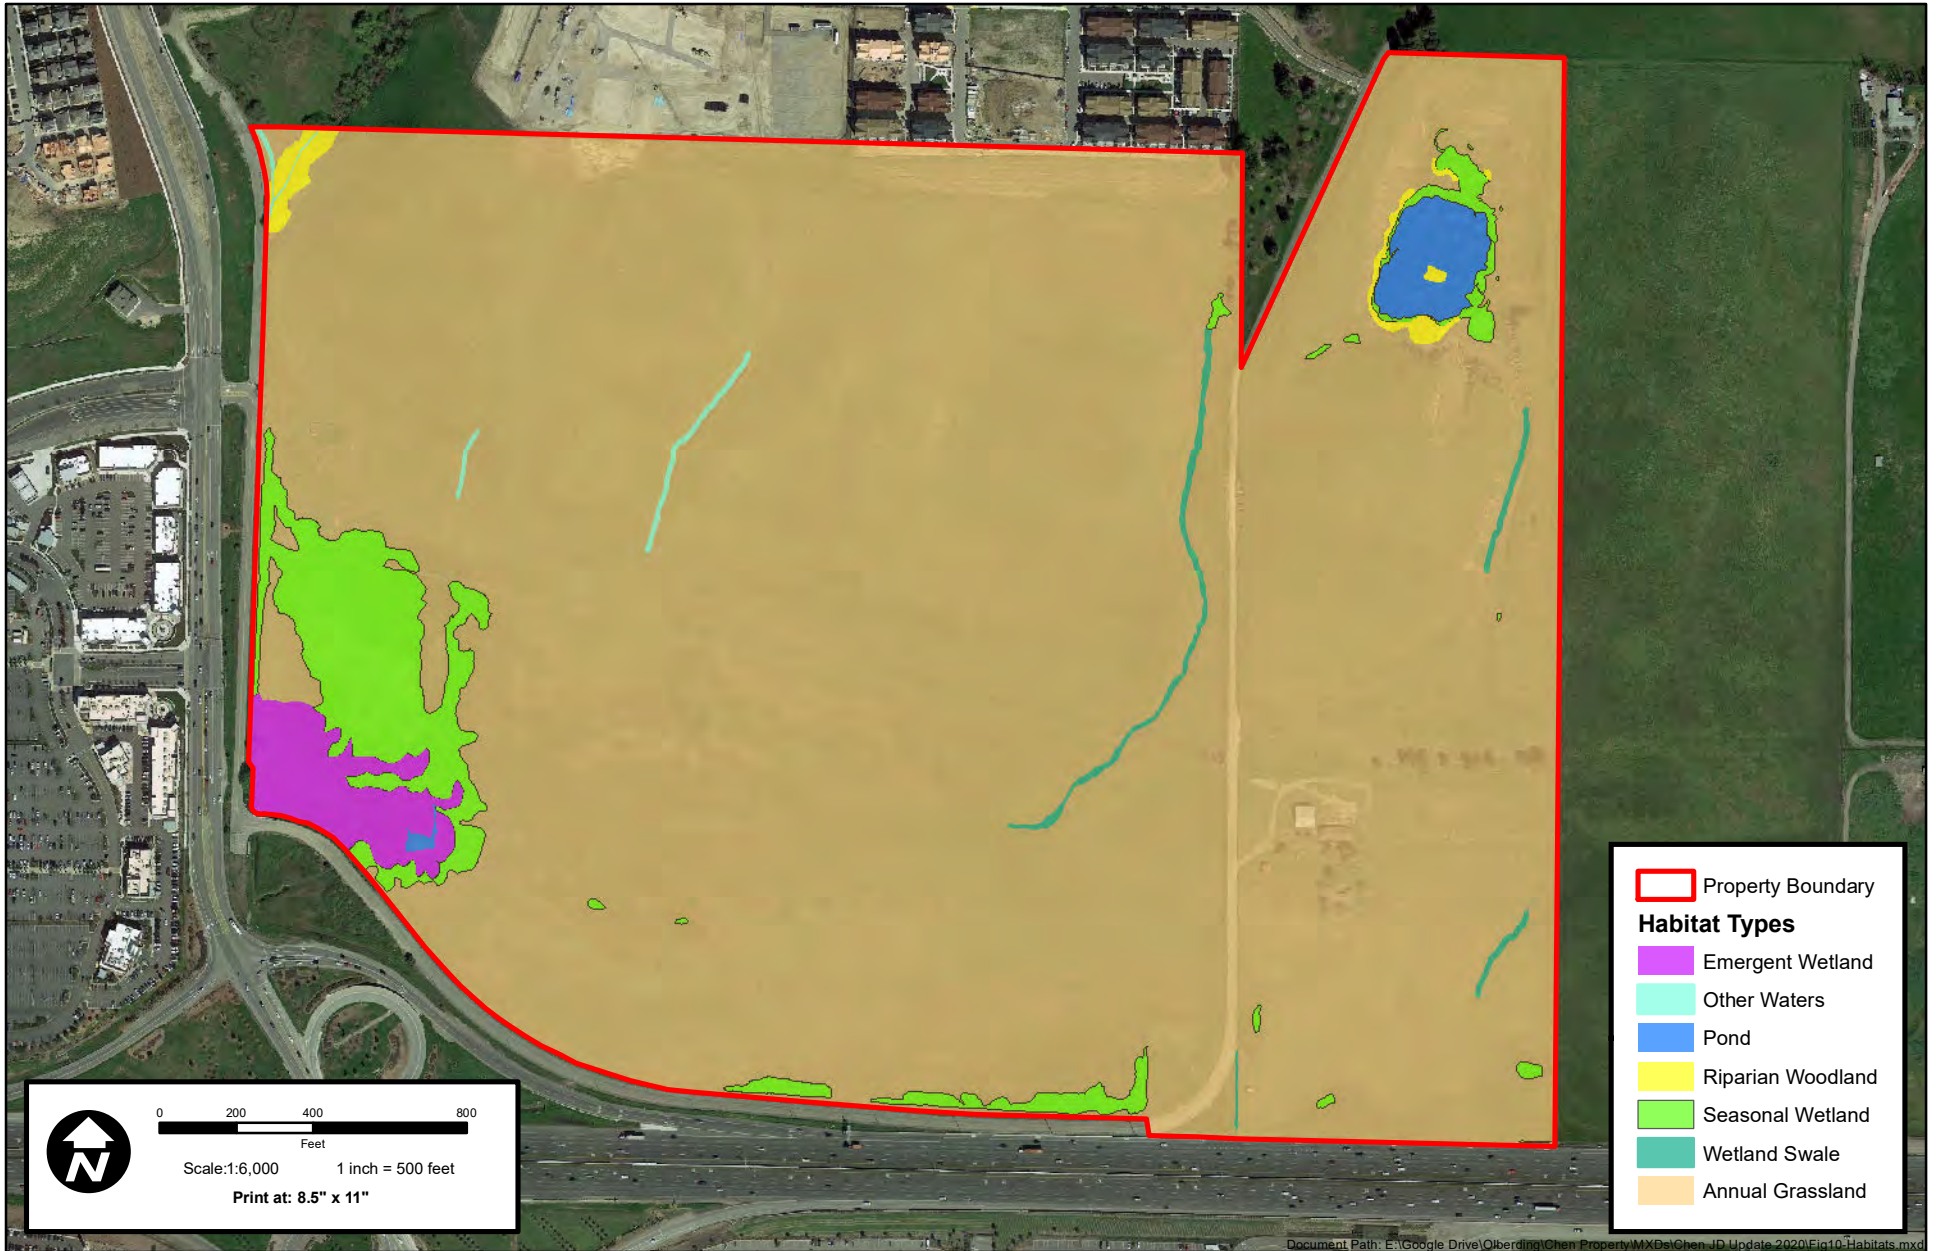 Property Boundary
Habitat Types
Emergent Wetland
Other Waters
Pond
Riparian Woodland
Seasonal Wetland
Wetland Swale
Annual Grassland
0 200 400 800
Feet
Scale:1:6,000 1 inch = 500 feet
Print at: 8.5" x 11"
N
Document Path: E:\Google Drive\Olberding\Chen Property\MXDs\Chen JD Update 2020\Fig10-Habitats.mxd